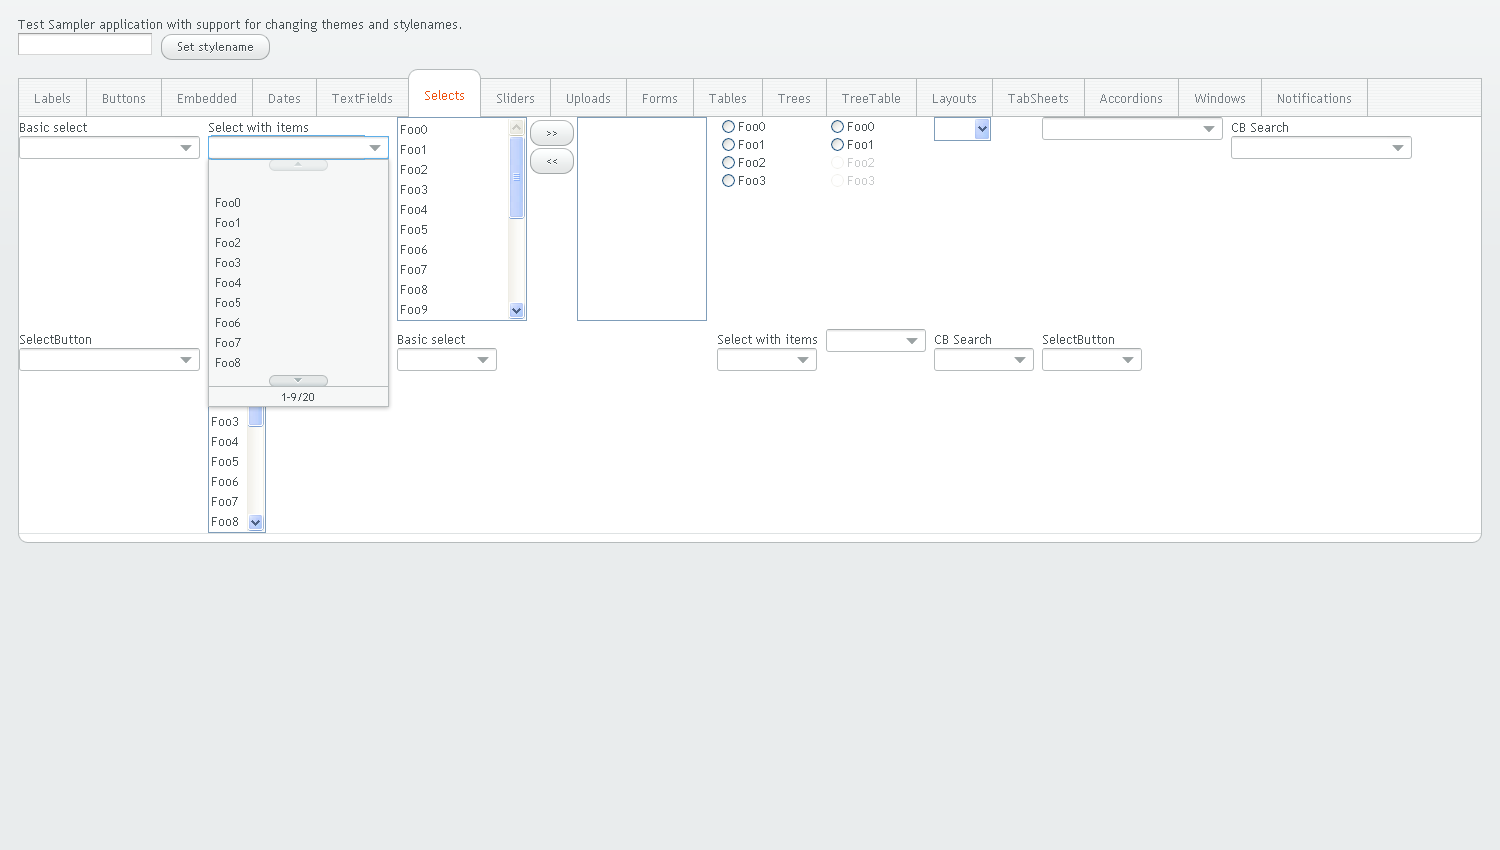 Test Sampler application with support for changing themes and stylenames.
Set stylename
Labels Buttons Embedded Dates TextFields Selects Sliders Uploads Forms Tables Trees TreeTable Layouts TabSheets Accordions Windows Notifications
Basic select
Select with items
Foo0
Foo1
Foo2
Foo3
Foo4
Foo5
Foo6
Foo7
Foo8
1-9/20
Foo0
Foo1
Foo2
Foo3
Foo4
Foo5
Foo6
Foo7
Foo8
Foo9
>>
<<
Foo0
Foo1
Foo2
Foo3
Foo0
Foo1
Foo2
Foo3
CB Search
SelectButton
Foo3
Foo4
Foo5
Foo6
Foo7
Foo8
Basic select
Select with items
CB Search
SelectButton